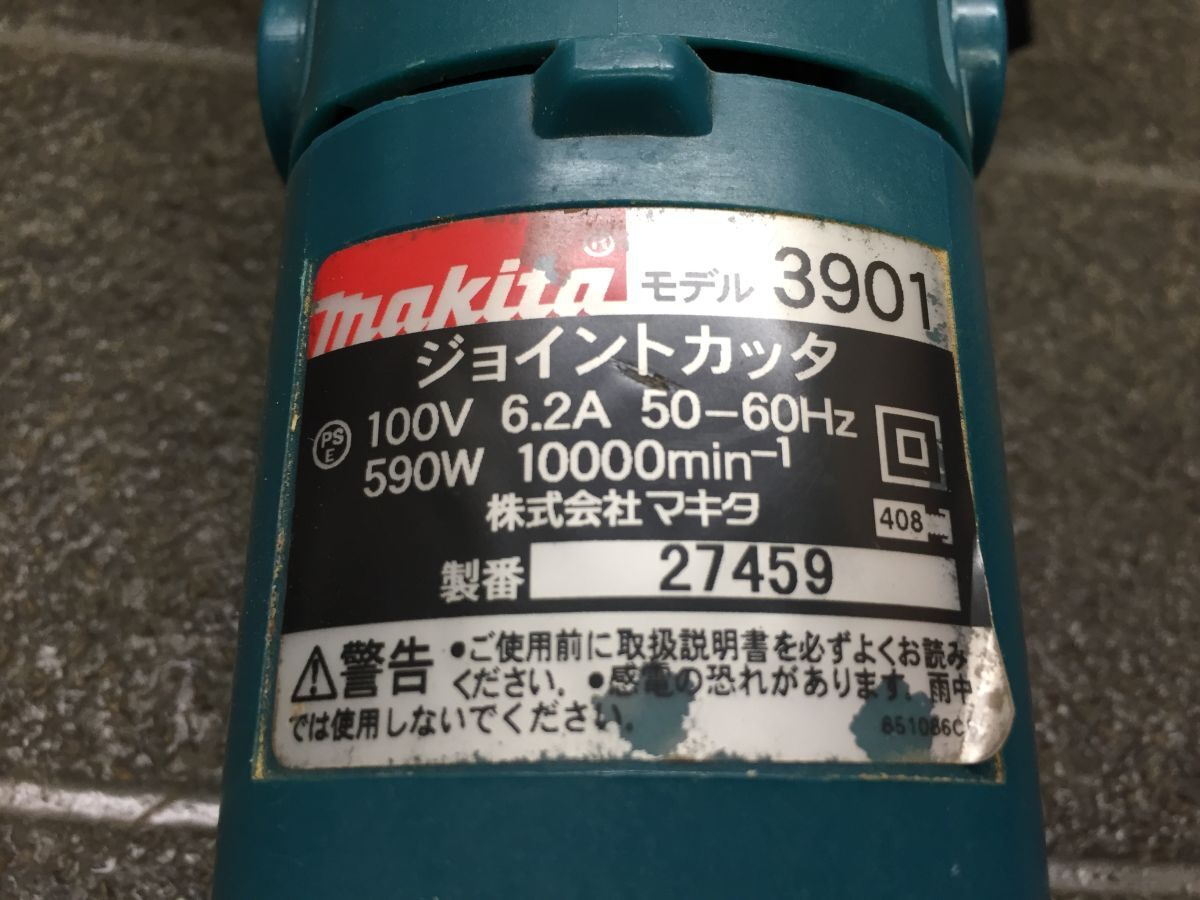 makita
モデル 3901
ジョイントカッタ
PS E 100V 6.2A 50-60Hz
590W 10000min-1
株式会社マキタ
408
製番 27459
警告 •ご使用前に取扱説明書を必ずよくお読み
ください。•感電の恐れがあります。雨中
では使用しないでください。